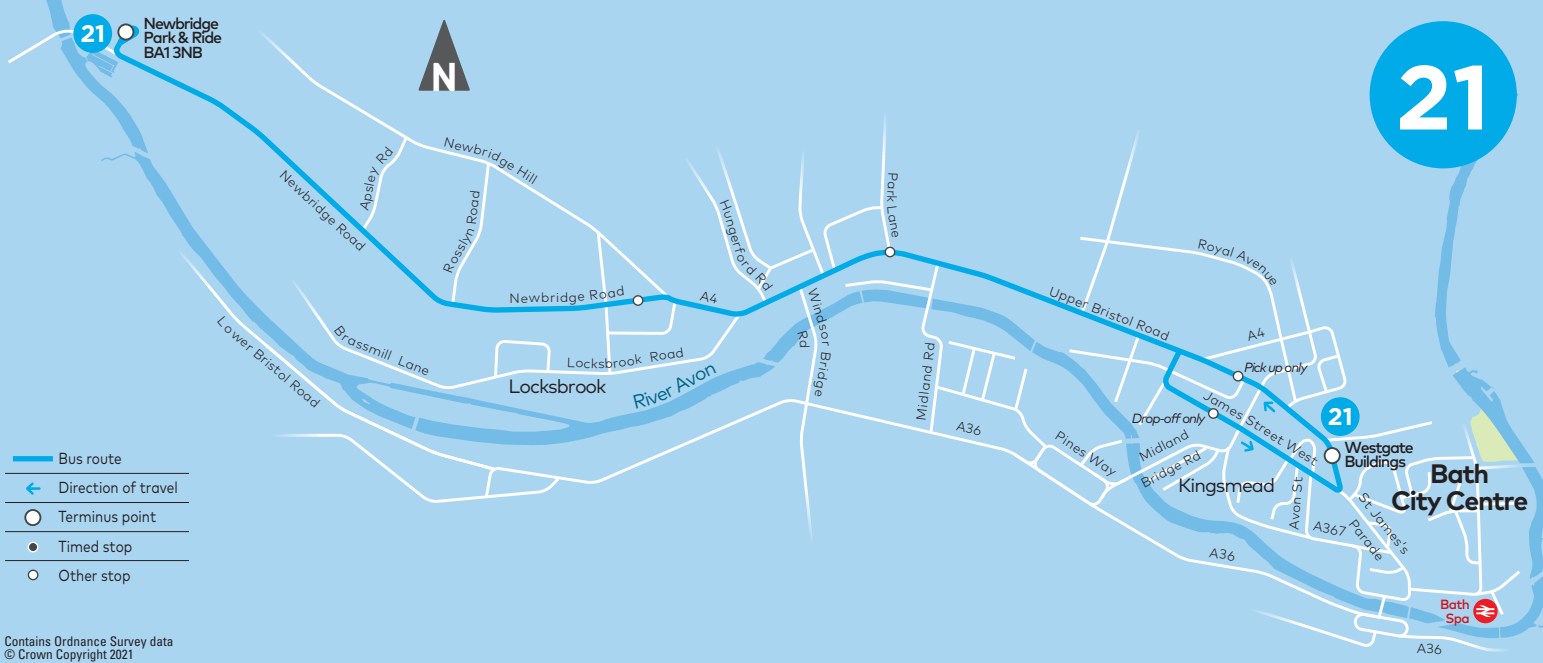 21
Newbridge
Park & Ride
BA1 3NB
N
21
Newbridge Hill
Apsley Rd
Rosslyn Road
Newbridge Road
Newbridge Road
A4
Hungerford Rd
Park Lane
Windsor Bridge
Rd
Royal Avenue
Upper Bristol Road
A4
Pick up only
Brassmill Lane
Lower Bristol Road
Locksbrook Road
Locksbrook
River Avon
Midland Rd
A36
Drop-off only
James Street West
21
Westgate
Buildings
Pines Way
Midland
Bridge Rd
Kingsmead
Avon St
Bath
City Centre
St James's
Parade
A367
A36
Bath
Spa
A36
Bus route
Direction of travel
Terminus point
Timed stop
Other stop
Contains Ordnance Survey data
© Crown Copyright 2021